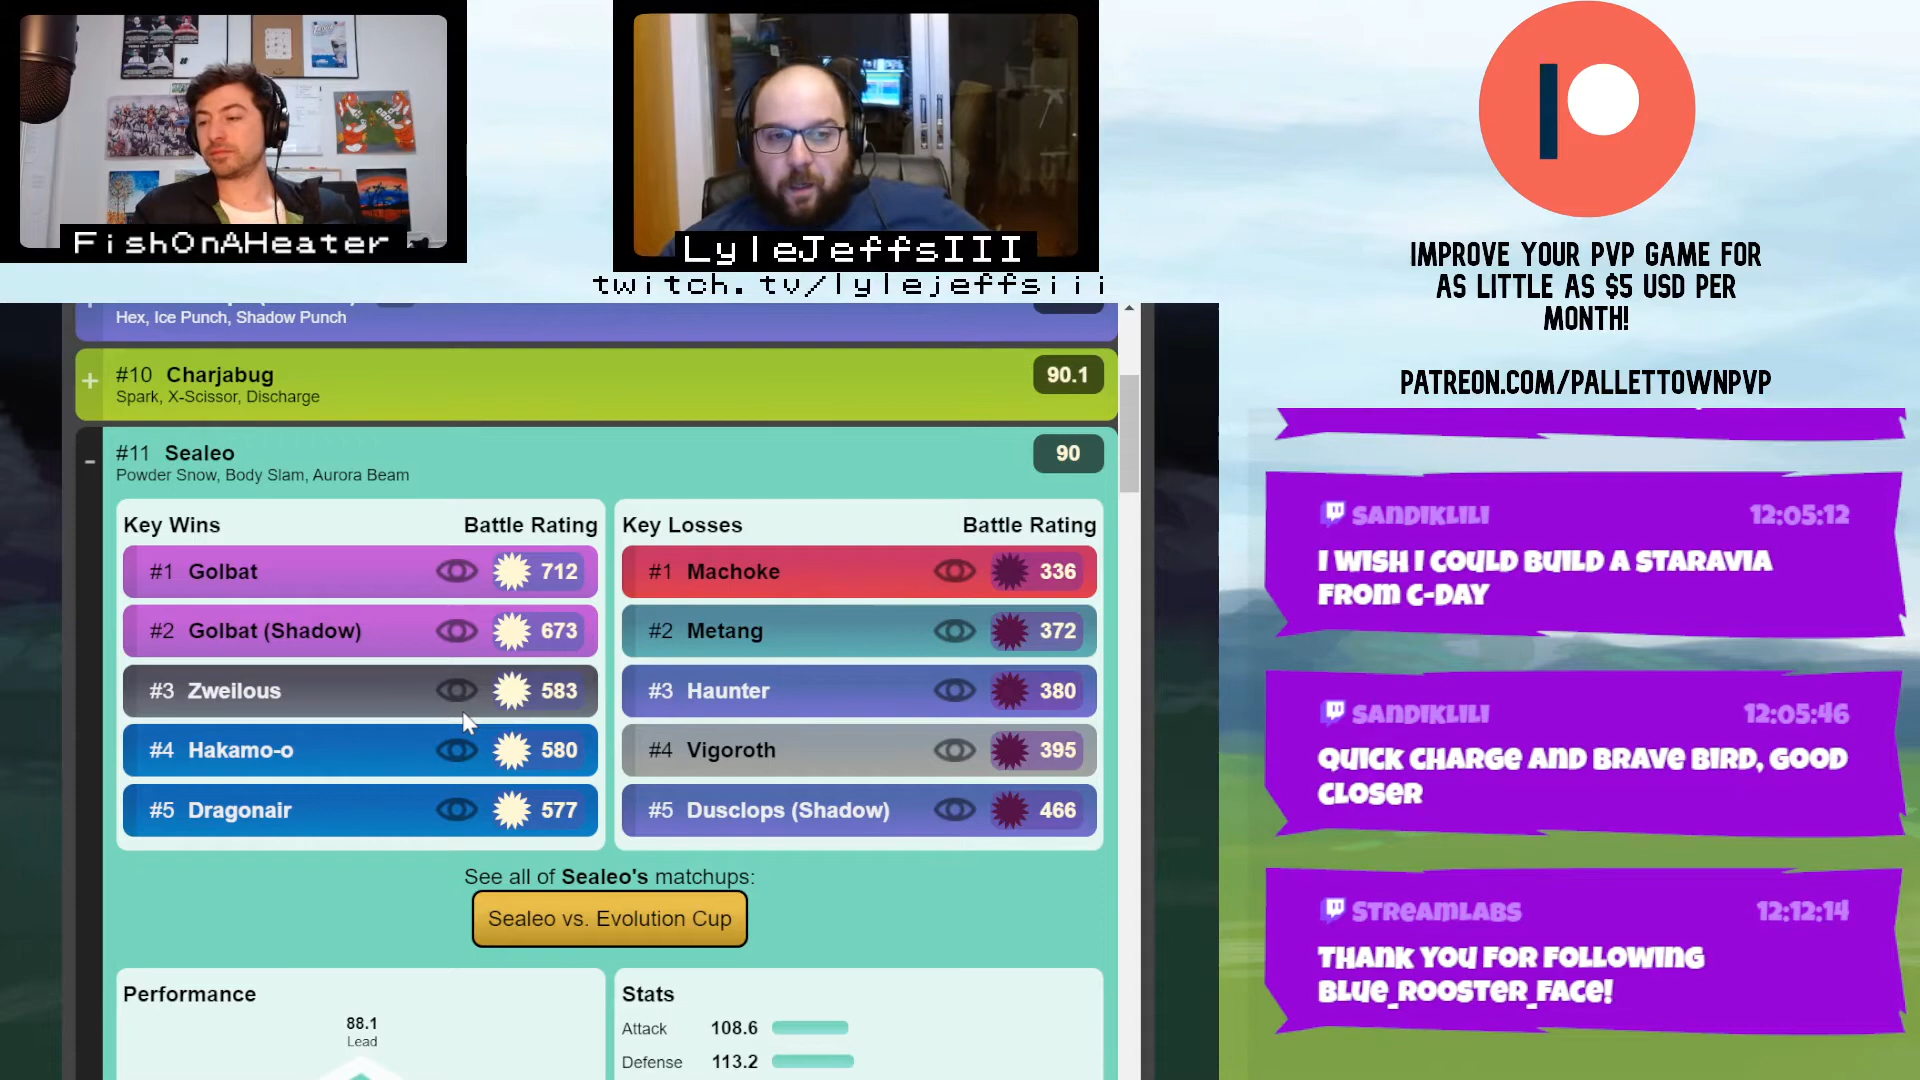 FishOnAHeater
LyleJeffsIII
twitch.tv/lylejeffsiii
IMPROVE YOUR PVP GAME FOR
AS LITTLE AS $5 USD PER
MONTH!
PATREON.COM/PALLETTOWNPVP
Hex, Ice Punch, Shadow Punch
+
#10 Charjabug
90.1
Spark, X-Scissor, Discharge
-
#11 Sealeo
90
Powder Snow, Body Slam, Aurora Beam
Key Wins Battle Rating
#1 Golbat 712
#2 Golbat (Shadow) 673
#3 Zweilous 583
#4 Hakamo-o 580
#5 Dragonair 577
Key Losses Battle Rating
#1 Machoke 336
#2 Metang 372
#3 Haunter 380
#4 Vigoroth 395
#5 Dusclops (Shadow) 466
See all of Sealeo's matchups:
Sealeo vs. Evolution Cup
Performance
88.1
Lead
Stats
Attack 108.6
Defense 113.2
SANDIKLILI 12:05:12
I WISH I COULD BUILD A STARAVIA
FROM C-DAY
SANDIKLILI 12:05:46
QUICK CHARGE AND BRAVE BIRD, GOOD
CLOSER
STREAMLABS 12:12:14
THANK YOU FOR FOLLOWING
BLUE_ROOSTER_FACE!